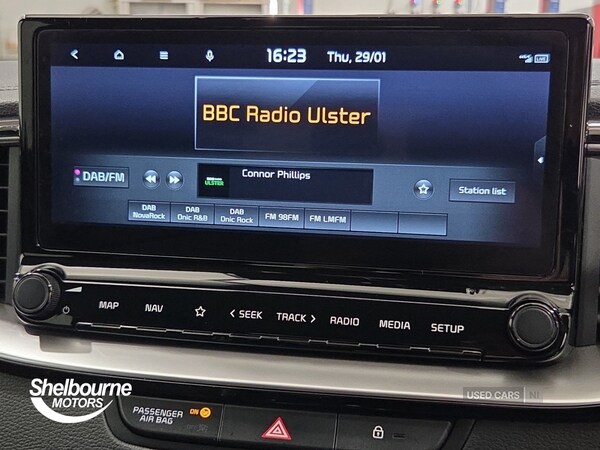 16:23 Thu, 29/01
BBC Radio Ulster
DAB/FM
ULSTER
Connor Phillips
Station list
DAB NovaRock
DAB Onic R&B
DAB Onic Rock
FM 98FM
FM LMFM
MAP
NAV
< SEEK
TRACK >
RADIO
MEDIA
SETUP
Shelbourne
MOTORS
USED CARS NI
PASSENGER
AIR BAG
ON